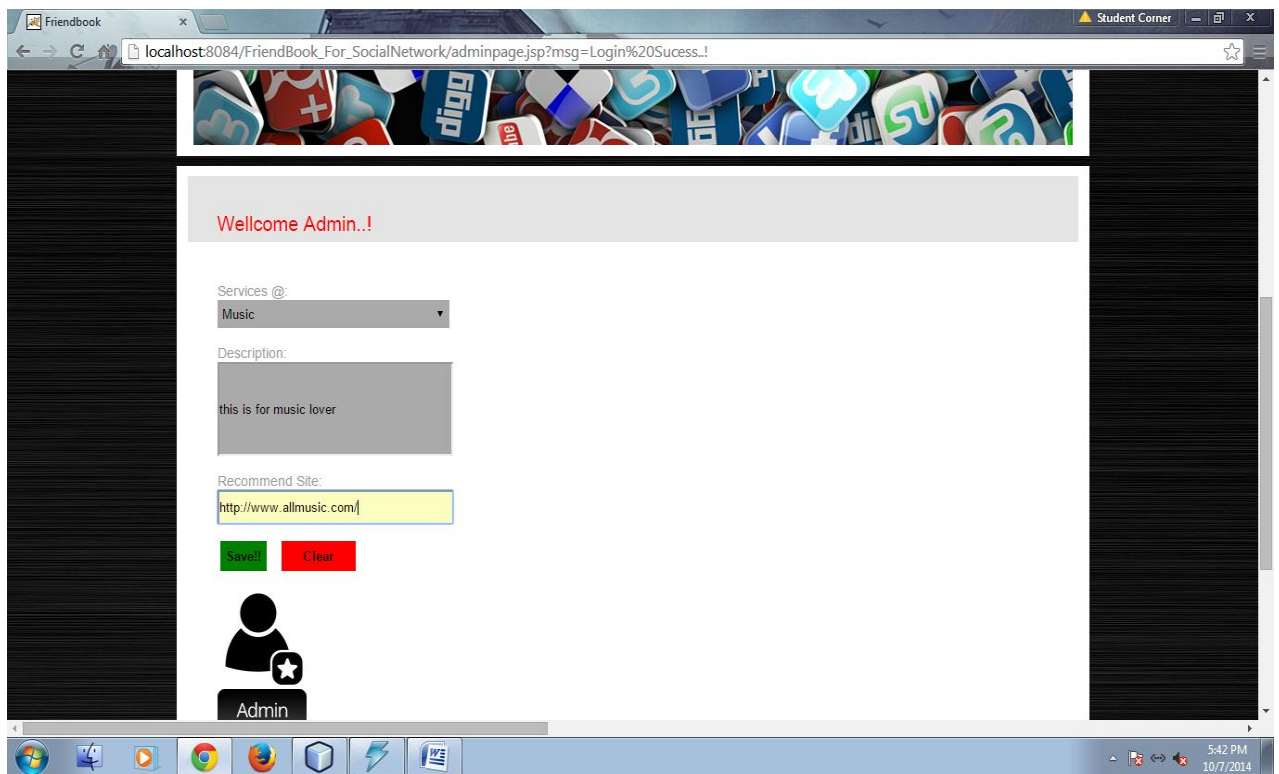 Friendbook
Student Corner
localhost:8084/FriendBook_For_SocialNetwork/adminpage.jsp?msg=Login%20Sucess..!
digg
Wellcome Admin..!
Services @:
Music
Description:
this is for music lover
Recommend Site:
http://www.allmusic.com/
Save!!
Clear
Admin
5:42 PM
10/7/2014